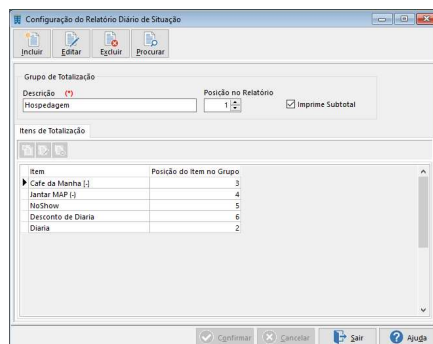 Configuração do Relatório Diário de Situação
Incluir Editar Excluir Procurar
Grupo de Totalização
Descrição (*) Posição no Relatório
Hospedagem 1 Imprime Subtotal
Itens de Totalização
Item Posição do Item no Grupo
Cafe da Manha [-] 3
Jantar MAP (-) 4
NoShow 5
Desconto de Diaria 6
Diaria 2
Confirmar Cancelar Sair Ajuda